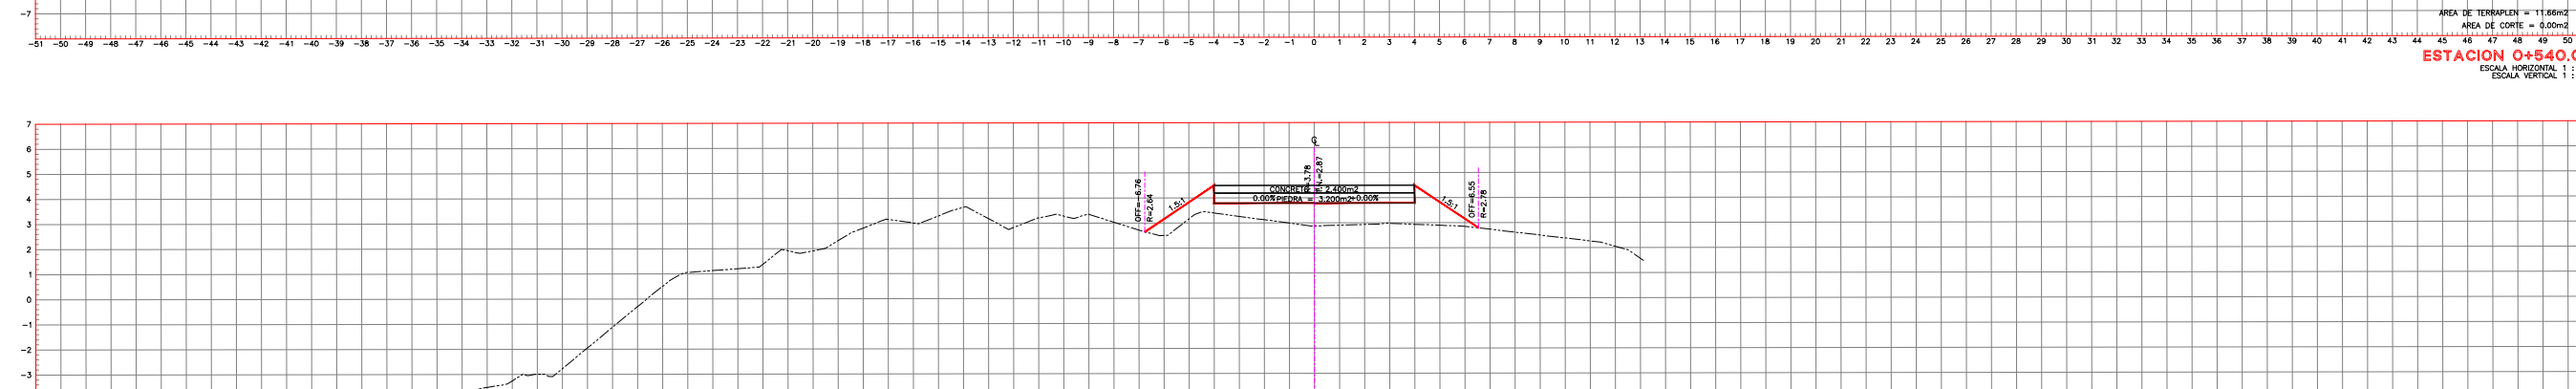 -7
AREA DE TERRAPLEN = 11.66m2
AREA DE CORTE = 0.00m2
-51 -50 -49 -48 -47 -46 -45 -44 -43 -42 -41 -40 -39 -38 -37 -36 -35 -34 -33 -32 -31 -30 -29 -28 -27 -26 -25 -24 -23 -22 -21 -20 -19 -18 -17 -16 -15 -14 -13 -12 -11 -10 -9 -8 -7 -6 -5 -4 -3 -2 -1 0 1 2 3 4 5 6 7 8 9 10 11 12 13 14 15 16 17 18 19 20 21 22 23 24 25 26 27 28 29 30 31 32 33 34 35 36 37 38 39 40 41 42 43 44 45 46 47 48 49 50
ESTACION 0+540.0
ESCALA HORIZONTAL 1 :
ESCALA VERTICAL 1 :
7
6
5
4
3
2
1
0
-1
-2
-3
OFF=-6.76
R=2.64
1.5:1
=3.78
=2.87
CONCRETO = 2.400m2
0.00% PIEDRA = 3.200m2 +0.00%
1.5:1
OFF=6.55
R=2.78